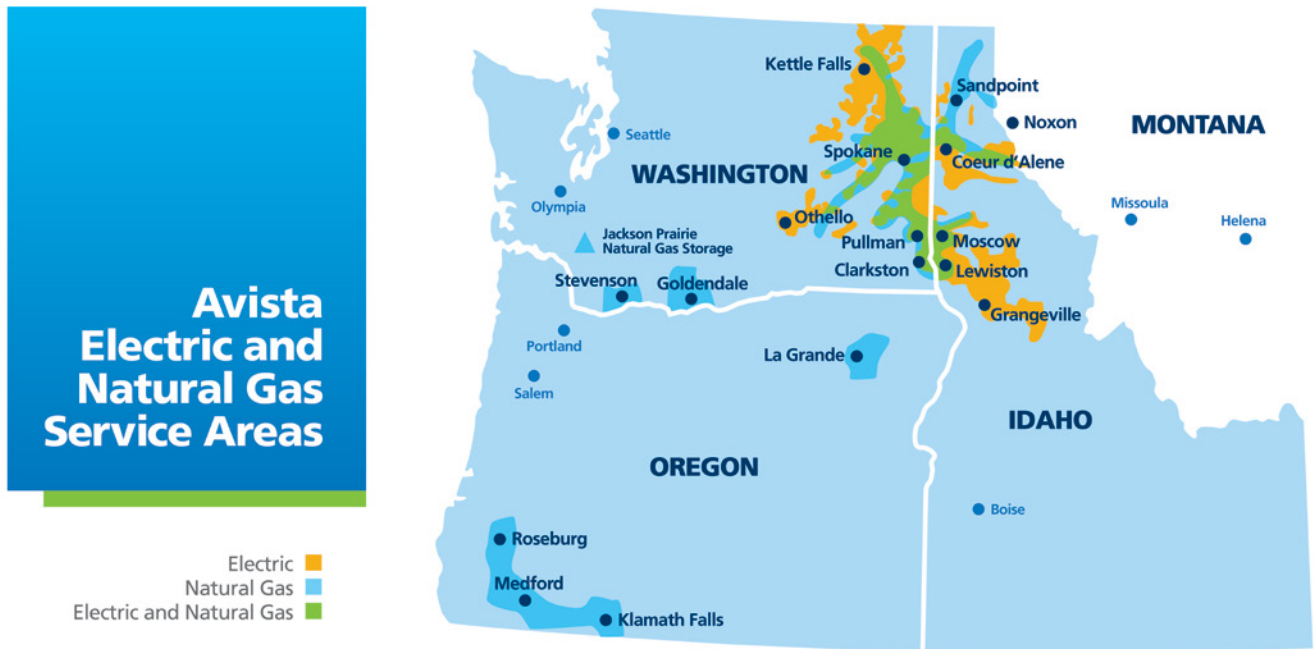 Avista
Electric and
Natural Gas
Service Areas
Electric
Natural Gas
Electric and Natural Gas
Kettle Falls
Sandpoint
Noxon
MONTANA
Seattle
Spokane
Coeur d'Alene
WASHINGTON
Olympia
Othello
Missoula
Helena
Jackson Prairie
Natural Gas Storage
Pullman
Moscow
Clarkston
Lewiston
Stevenson
Goldendale
Grangeville
Portland
La Grande
Salem
IDAHO
OREGON
Boise
Roseburg
Medford
Klamath Falls